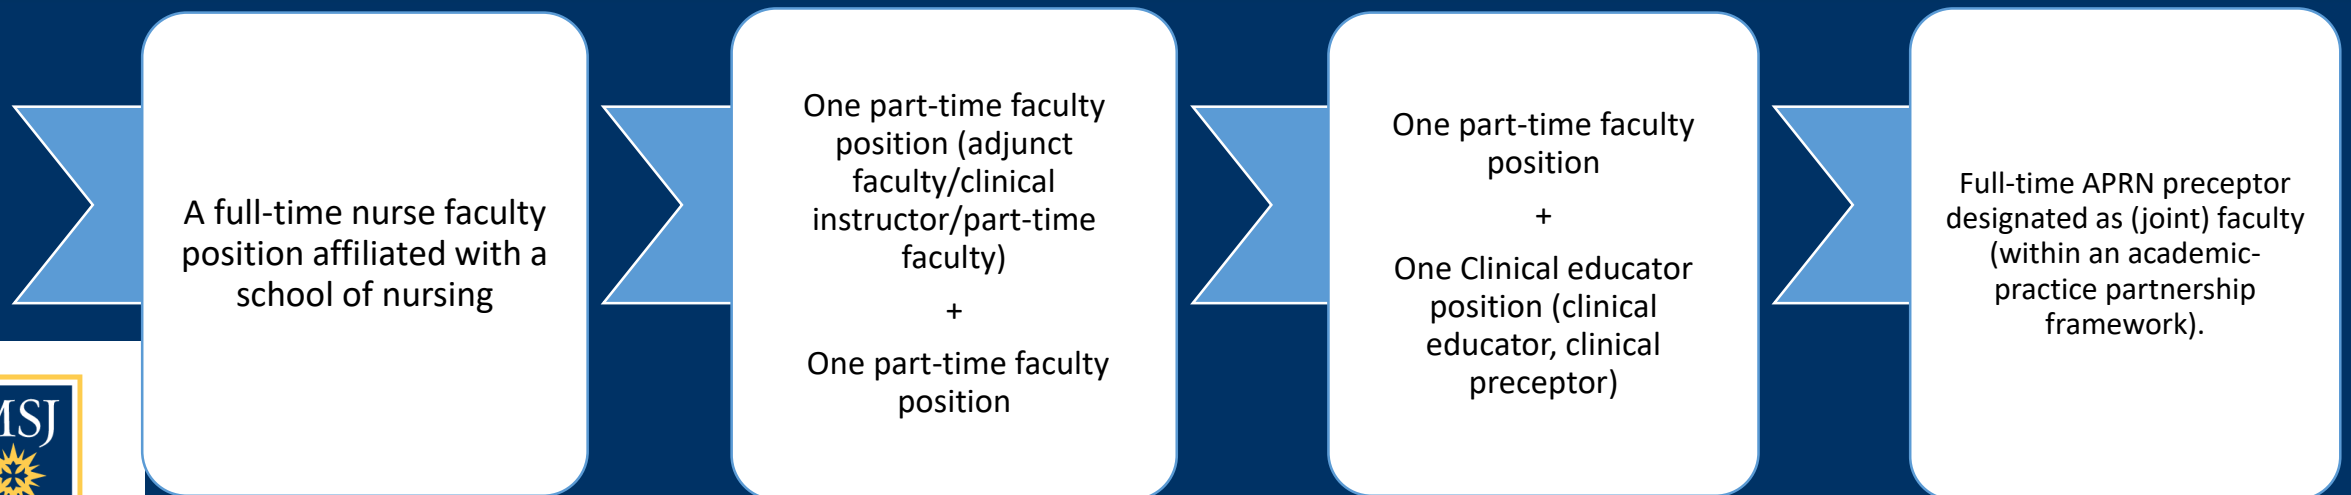 A full-time nurse faculty
position affiliated with a
school of nursing
One part-time faculty
position (adjunct
faculty/clinical
instructor/part-time
faculty)
+
One part-time faculty
position
One part-time faculty
position
+
One Clinical educator
position (clinical
educator, clinical
preceptor)
Full-time APRN preceptor
designated as (joint) faculty
(within an academic-
practice partnership
framework).
MSJ